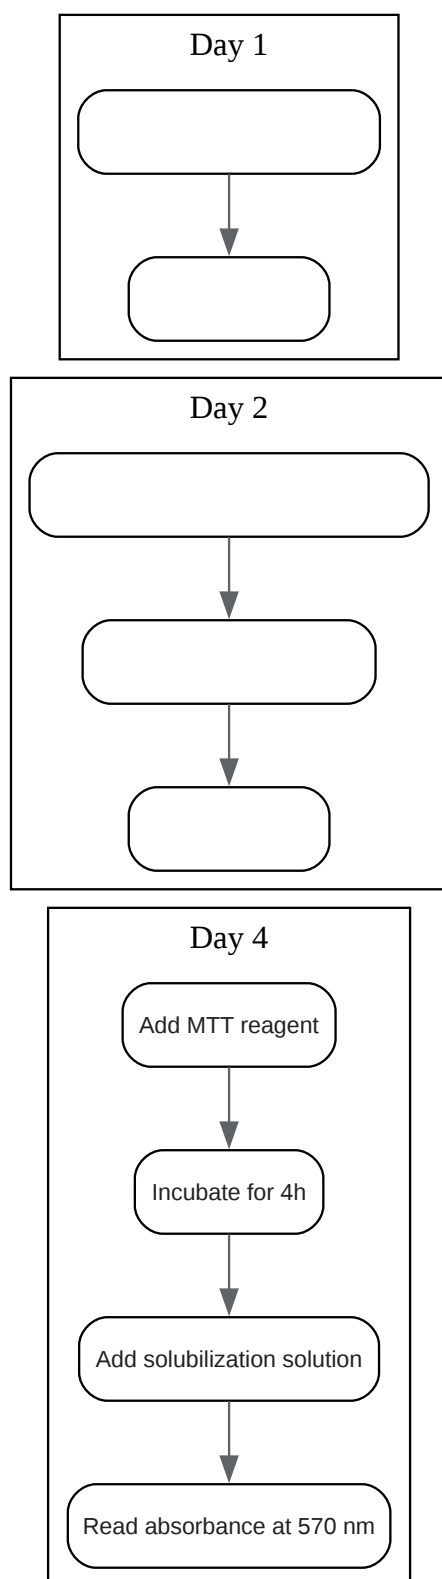 Day 1
Day 2
Day 4
Add MTT reagent
Incubate for 4h
Add solubilization solution
Read absorbance at 570 nm